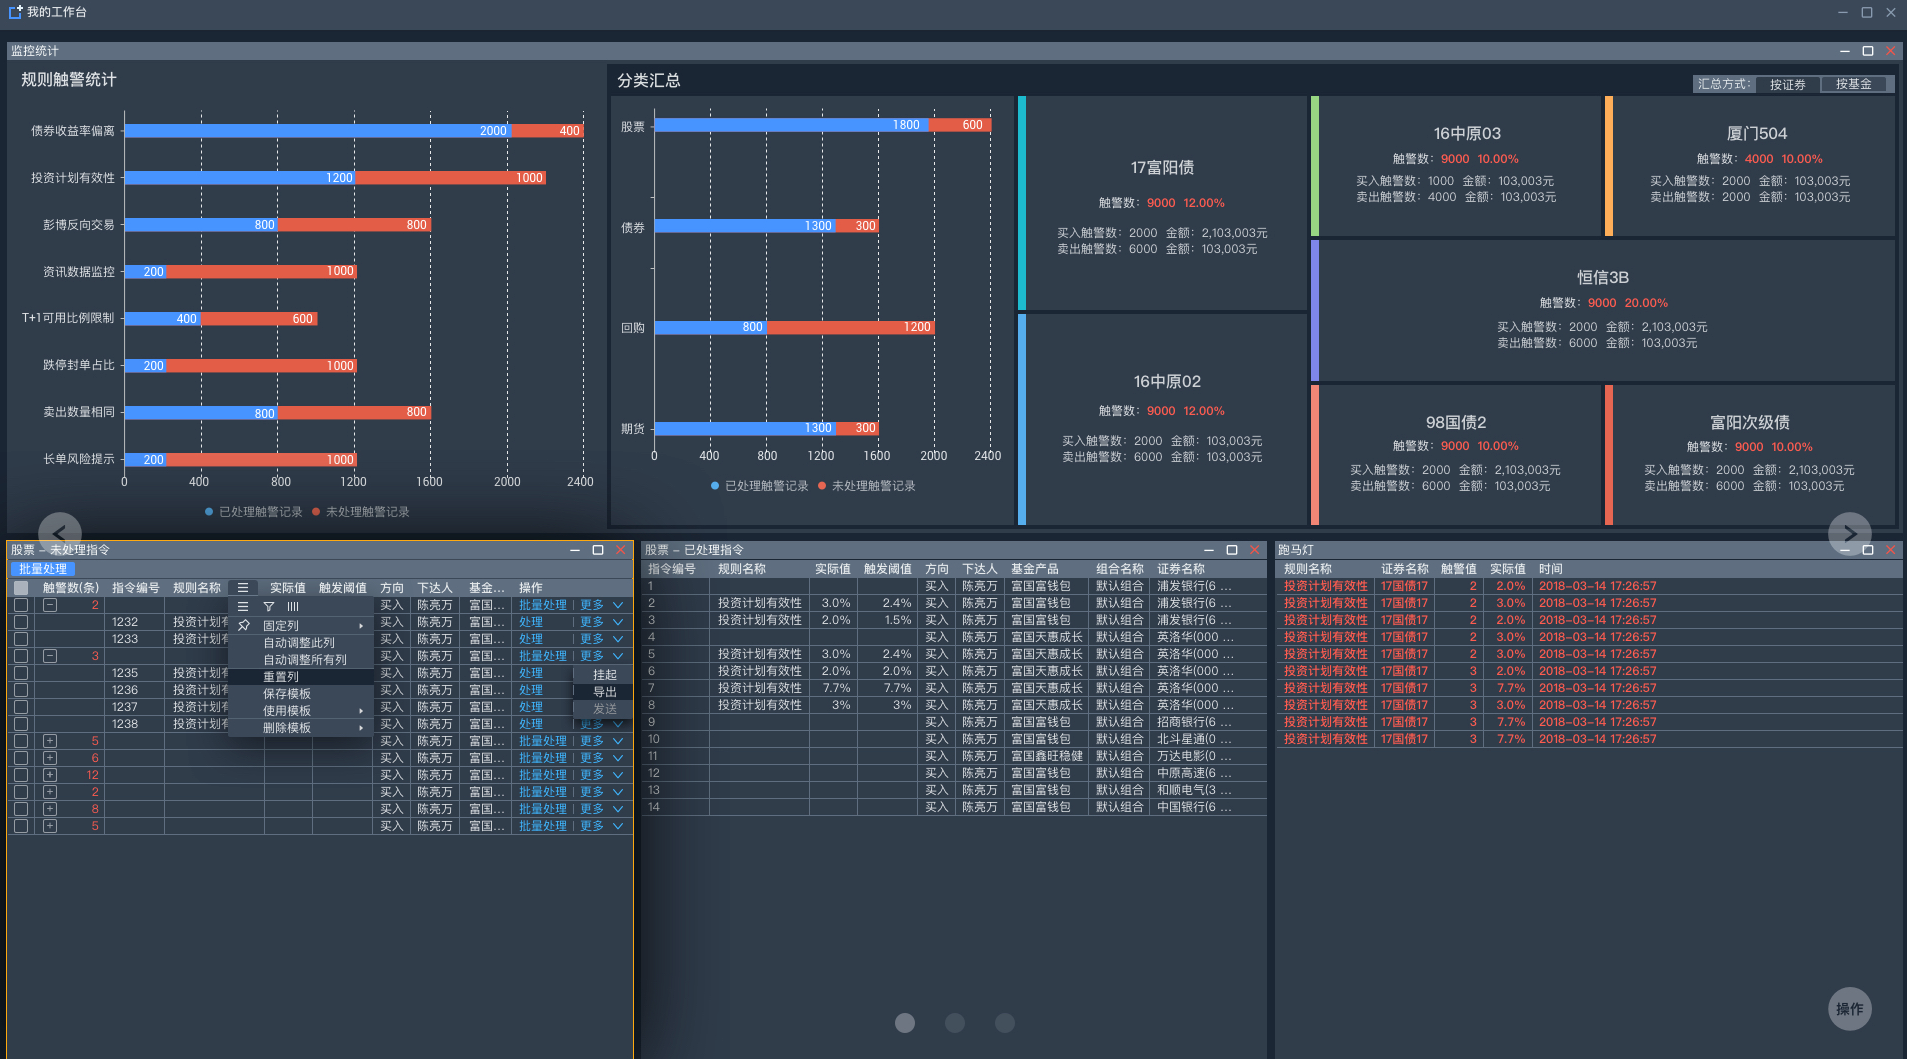 我的工作台
监控统计
规则触警统计
债券收益率偏离 2000 400
投资计划有效性 1200 1000
彭博反向交易 800 800
资讯数据监控 200 1000
T+1可用比例限制 400 600
跌停封单占比 200 1000
卖出数量相同 800 800
长单风险提示 200 1000
0 400 800 1200 1600 2000 2400
已处理触警记录 未处理触警记录
分类汇总
汇总方式: 按证券 按基金
股票 1800 600
债券 1300 300
回购 800 1200
期货 1300 300
0 400 800 1200 1600 2000 2400
已处理触警记录 未处理触警记录
17富阳债
触警数: 9000 12.00%
买入触警数: 2000 金额: 2,103,003元
卖出触警数: 6000 金额: 103,003元
16中原02
触警数: 9000 12.00%
买入触警数: 2000 金额: 103,003元
卖出触警数: 6000 金额: 103,003元
16中原03
触警数: 9000 10.00%
买入触警数: 1000 金额: 103,003元
卖出触警数: 4000 金额: 103,003元
厦门504
触警数: 4000 10.00%
买入触警数: 2000 金额: 103,003元
卖出触警数: 2000 金额: 103,003元
恒信3B
触警数: 9000 20.00%
买入触警数: 2000 金额: 2,103,003元
卖出触警数: 6000 金额: 103,003元
98国债2
触警数: 9000 10.00%
买入触警数: 2000 金额: 2,103,003元
卖出触警数: 6000 金额: 103,003元
富阳次级债
触警数: 9000 10.00%
买入触警数: 2000 金额: 2,103,003元
卖出触警数: 6000 金额: 103,003元
股票 - 未处理指令
批量处理
触警数(条) 指令编号 规则名称 实际值 触发阈值 方向 下达人 基金... 操作
2 买入 陈亮万 富国... 批量处理 更多
1232 投资计划有 买入 陈亮万 富国... 处理 更多
1233 投资计划有 买入 陈亮万 富国... 处理 更多
3 买入 陈亮万 富国... 批量处理 更多
1235 投资计划有 买入 陈亮万 富国... 处理
1236 投资计划有 买入 陈亮万 富国... 处理
1237 投资计划有 买入 陈亮万 富国... 处理
1238 投资计划有 买入 陈亮万 富国... 处理 更多
5 买入 陈亮万 富国... 批量处理 更多
6 买入 陈亮万 富国... 批量处理 更多
12 买入 陈亮万 富国... 批量处理 更多
2 买入 陈亮万 富国... 批量处理 更多
8 买入 陈亮万 富国... 批量处理 更多
5 买入 陈亮万 富国... 批量处理 更多
固定列
自动调整此列
自动调整所有列
重置列
保存模板
使用模板
删除模板
挂起
导出
发送
股票 - 已处理指令
指令编号 规则名称 实际值 触发阈值 方向 下达人 基金产品 组合名称 证券名称
1 买入 陈亮万 富国富钱包 默认组合 浦发银行(6 ...
2 投资计划有效性 3.0% 2.4% 买入 陈亮万 富国富钱包 默认组合 浦发银行(6 ...
3 投资计划有效性 2.0% 1.5% 买入 陈亮万 富国富钱包 默认组合 浦发银行(6 ...
4 买入 陈亮万 富国天惠成长 默认组合 英洛华(000 ...
5 投资计划有效性 3.0% 2.4% 买入 陈亮万 富国天惠成长 默认组合 英洛华(000 ...
6 投资计划有效性 2.0% 2.0% 买入 陈亮万 富国天惠成长 默认组合 英洛华(000 ...
7 投资计划有效性 7.7% 7.7% 买入 陈亮万 富国天惠成长 默认组合 英洛华(000 ...
8 投资计划有效性 3% 3% 买入 陈亮万 富国天惠成长 默认组合 英洛华(000 ...
9 买入 陈亮万 富国富钱包 默认组合 招商银行(6 ...
10 买入 陈亮万 富国富钱包 默认组合 北斗星通(0 ...
11 买入 陈亮万 富国鑫旺稳健 默认组合 万达电影(0 ...
12 买入 陈亮万 富国富钱包 默认组合 中原高速(6 ...
13 买入 陈亮万 富国富钱包 默认组合 和顺电气(3 ...
14 买入 陈亮万 富国富钱包 默认组合 中国银行(6 ...
跑马灯
规则名称 证券名称 触警值 实际值 时间
投资计划有效性 17国债17 2 2.0% 2018-03-14 17:26:57
投资计划有效性 17国债17 2 3.0% 2018-03-14 17:26:57
投资计划有效性 17国债17 2 2.0% 2018-03-14 17:26:57
投资计划有效性 17国债17 2 3.0% 2018-03-14 17:26:57
投资计划有效性 17国债17 2 3.0% 2018-03-14 17:26:57
投资计划有效性 17国债17 3 2.0% 2018-03-14 17:26:57
投资计划有效性 17国债17 3 7.7% 2018-03-14 17:26:57
投资计划有效性 17国债17 3 3.0% 2018-03-14 17:26:57
投资计划有效性 17国债17 3 7.7% 2018-03-14 17:26:57
投资计划有效性 17国债17 3 7.7% 2018-03-14 17:26:57
操作